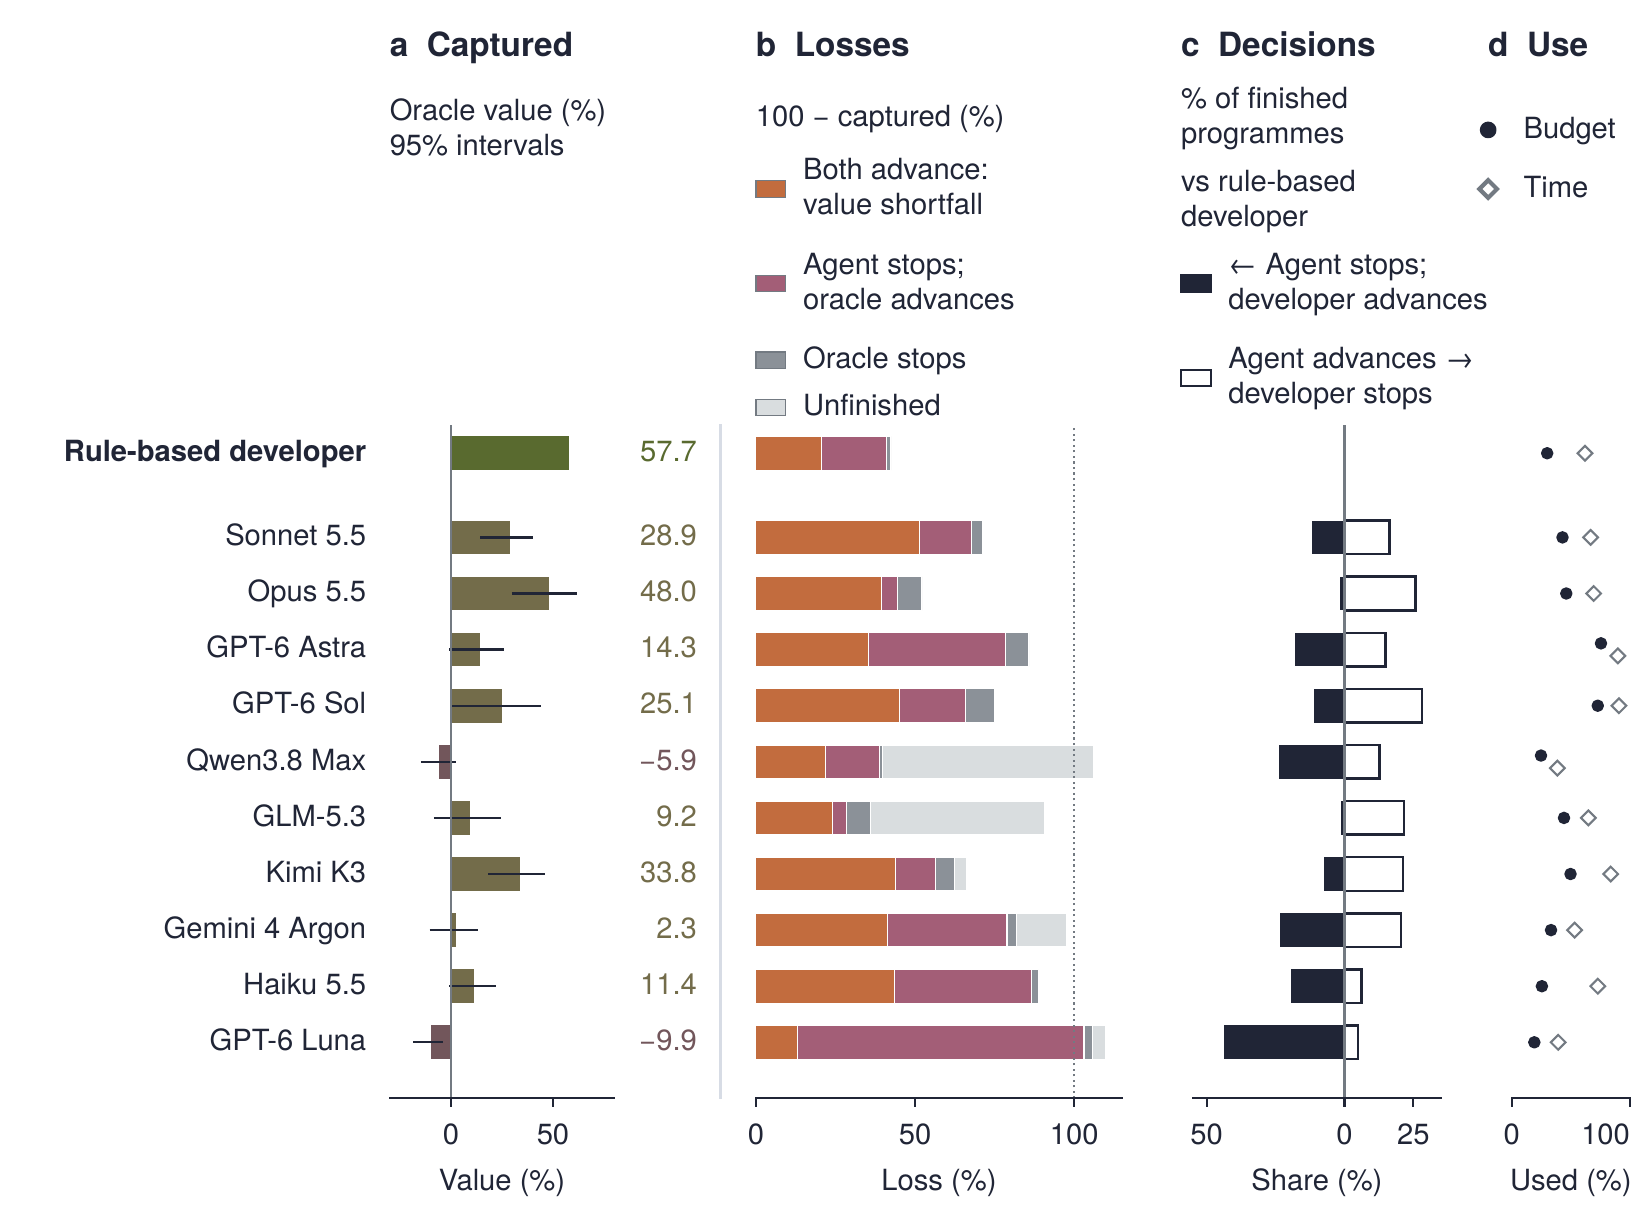 a Captured
Oracle value (%)
95% intervals
b Losses
100 − captured (%)
Both advance:
value shortfall
Agent stops;
oracle advances
Oracle stops
Unfinished
c Decisions
% of finished
programmes
vs rule-based
developer
← Agent stops;
developer advances
Agent advances →
developer stops
d Use
Budget
Time
Rule-based developer 57.7
Sonnet 5.5 28.9
Opus 5.5 48.0
GPT-6 Astra 14.3
GPT-6 Sol 25.1
Qwen3.8 Max −5.9
GLM-5.3 9.2
Kimi K3 33.8
Gemini 4 Argon 2.3
Haiku 5.5 11.4
GPT-6 Luna −9.9
0 50
Value (%)
0 50 100
Loss (%)
50 0 25
Share (%)
0 100
Used (%)